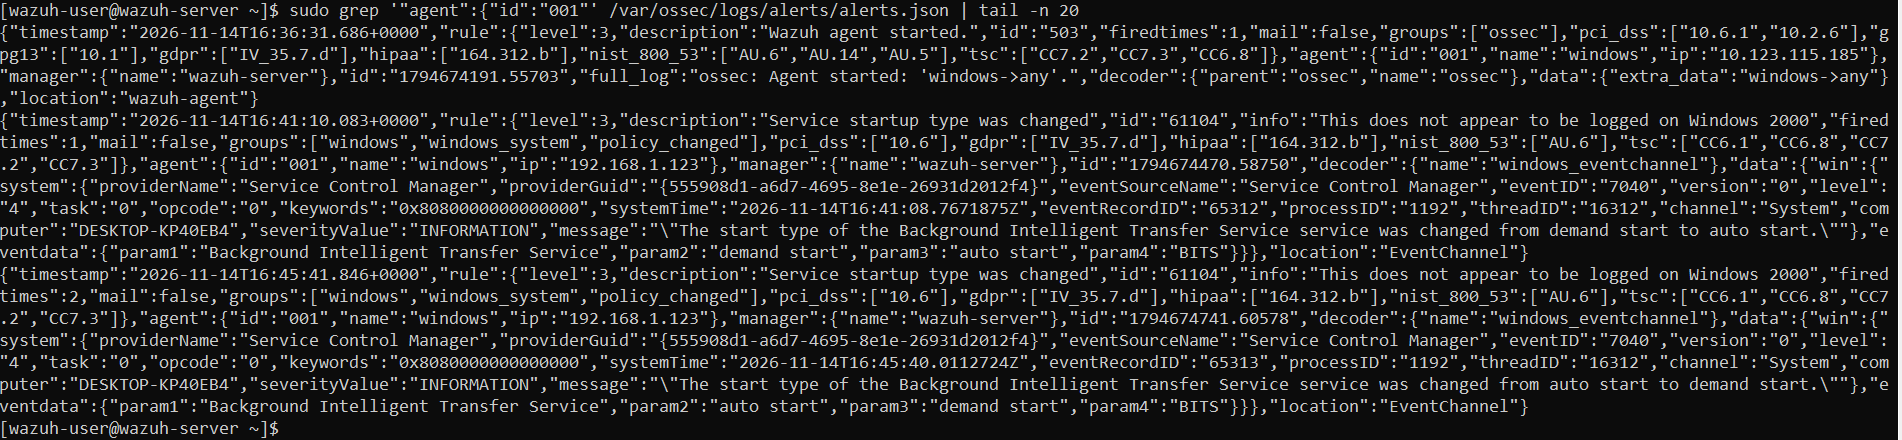 [wazuh-user@wazuh-server ~]$ sudo grep '"agent":{"id":"001"' /var/ossec/logs/alerts/alerts.json | tail -n 20
{"timestamp":"2026-11-14T16:36:31.686+0000","rule":{"level":3,"description":"Wazuh agent started.","id":"503","firedtimes":1,"mail":false,"groups":["ossec"],"pci_dss":["10.6.1","10.2.6"],"g
pg13":["10.1"],"gdpr":["IV_35.7.d"],"hipaa":["164.312.b"],"nist_800_53":["AU.6","AU.14","AU.5"],"tsc":["CC7.2","CC7.3","CC6.8"]},"agent":{"id":"001","name":"windows","ip":"10.123.115.185"},
"manager":{"name":"wazuh-server"},"id":"1794674191.55703","full_log":"ossec: Agent started: 'windows->any'.","decoder":{"parent":"ossec","name":"ossec"},"data":{"extra_data":"windows->any"}
,"location":"wazuh-agent"}
{"timestamp":"2026-11-14T16:41:10.083+0000","rule":{"level":3,"description":"Service startup type was changed","id":"61104","info":"This does not appear to be logged on Windows 2000","fired
times":1,"mail":false,"groups":["windows","windows_system","policy_changed"],"pci_dss":["10.6"],"gdpr":["IV_35.7.d"],"hipaa":["164.312.b"],"nist_800_53":["AU.6"],"tsc":["CC6.1","CC6.8","CC7
.2","CC7.3"]},"agent":{"id":"001","name":"windows","ip":"192.168.1.123"},"manager":{"name":"wazuh-server"},"id":"1794674470.58750","decoder":{"name":"windows_eventchannel"},"data":{"win":{"
system":{"providerName":"Service Control Manager","providerGuid":"{555908d1-a6d7-4695-8e1e-26931d2012f4}","eventSourceName":"Service Control Manager","eventID":"7040","version":"0","level":
"4","task":"0","opcode":"0","keywords":"0x8080000000000000","systemTime":"2026-11-14T16:41:08.7671875Z","eventRecordID":"65312","processID":"1192","threadID":"16312","channel":"System","com
puter":"DESKTOP-KP40EB4","severityValue":"INFORMATION","message":"\"The start type of the Background Intelligent Transfer Service service was changed from demand start to auto start.\""},"e
ventdata":{"param1":"Background Intelligent Transfer Service","param2":"demand start","param3":"auto start","param4":"BITS"}}},"location":"EventChannel"}
{"timestamp":"2026-11-14T16:45:41.846+0000","rule":{"level":3,"description":"Service startup type was changed","id":"61104","info":"This does not appear to be logged on Windows 2000","fired
times":2,"mail":false,"groups":["windows","windows_system","policy_changed"],"pci_dss":["10.6"],"gdpr":["IV_35.7.d"],"hipaa":["164.312.b"],"nist_800_53":["AU.6"],"tsc":["CC6.1","CC6.8","CC7
.2","CC7.3"]},"agent":{"id":"001","name":"windows","ip":"192.168.1.123"},"manager":{"name":"wazuh-server"},"id":"1794674741.60578","decoder":{"name":"windows_eventchannel"},"data":{"win":{"
system":{"providerName":"Service Control Manager","providerGuid":"{555908d1-a6d7-4695-8e1e-26931d2012f4}","eventSourceName":"Service Control Manager","eventID":"7040","version":"0","level":
"4","task":"0","opcode":"0","keywords":"0x8080000000000000","systemTime":"2026-11-14T16:45:40.0112724Z","eventRecordID":"65313","processID":"1192","threadID":"16312","channel":"System","com
puter":"DESKTOP-KP40EB4","severityValue":"INFORMATION","message":"\"The start type of the Background Intelligent Transfer Service service was changed from auto start to demand start.\""},"e
ventdata":{"param1":"Background Intelligent Transfer Service","param2":"auto start","param3":"demand start","param4":"BITS"}}},"location":"EventChannel"}
[wazuh-user@wazuh-server ~]$